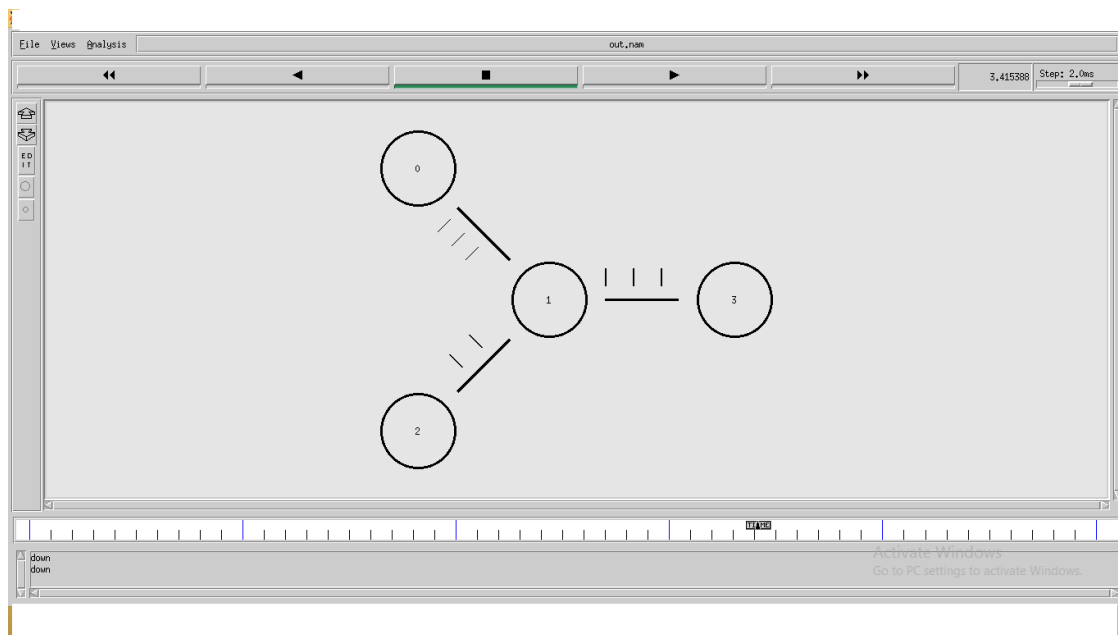 File Views Analysis out.nam
3.415388 Step: 2.0ms
ED
IT
0
1
3
2
TIME
down
down
Activate Windows
Go to PC settings to activate Windows.